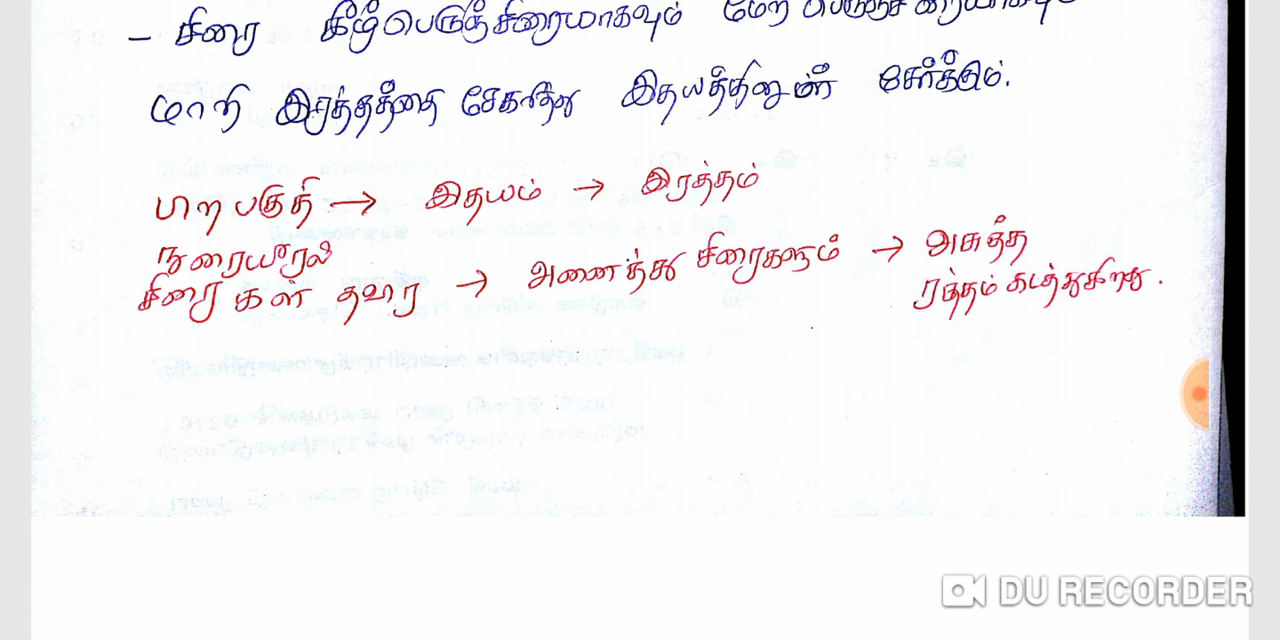 - சிரை கீழ் பெருஞ்சிரையாகவும் மேற் பெருஞ்சிரையாகவும்
மாறி இரத்தத்தை சேகரித்து இதயத்தினுள் சேர்க்கும்.
பிற பகுதி → இதயம் → இரத்தம்
நுரையீரல்
சிரைகள் தவிர → அனைத்து சிரைகளும் → அசுத்த
ரத்தம் கடத்துகிறது.
DU RECORDER